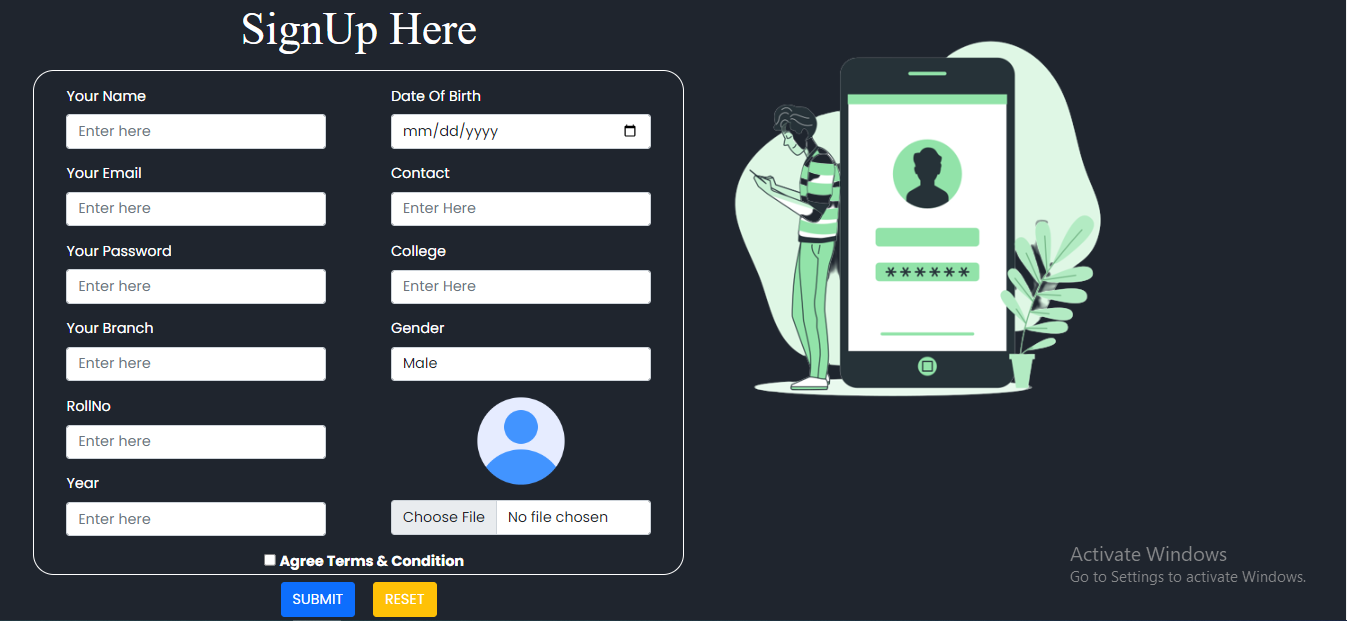 SignUp Here
Your Name
Enter here
Your Email
Enter here
Your Password
Enter here
Your Branch
Enter here
RollNo
Enter here
Year
Enter here
Date Of Birth
mm/dd/yyyy
Contact
Enter Here
College
Enter Here
Gender
Male
Choose File No file chosen
Agree Terms & Condition
SUBMIT RESET
******
Activate Windows
Go to Settings to activate Windows.